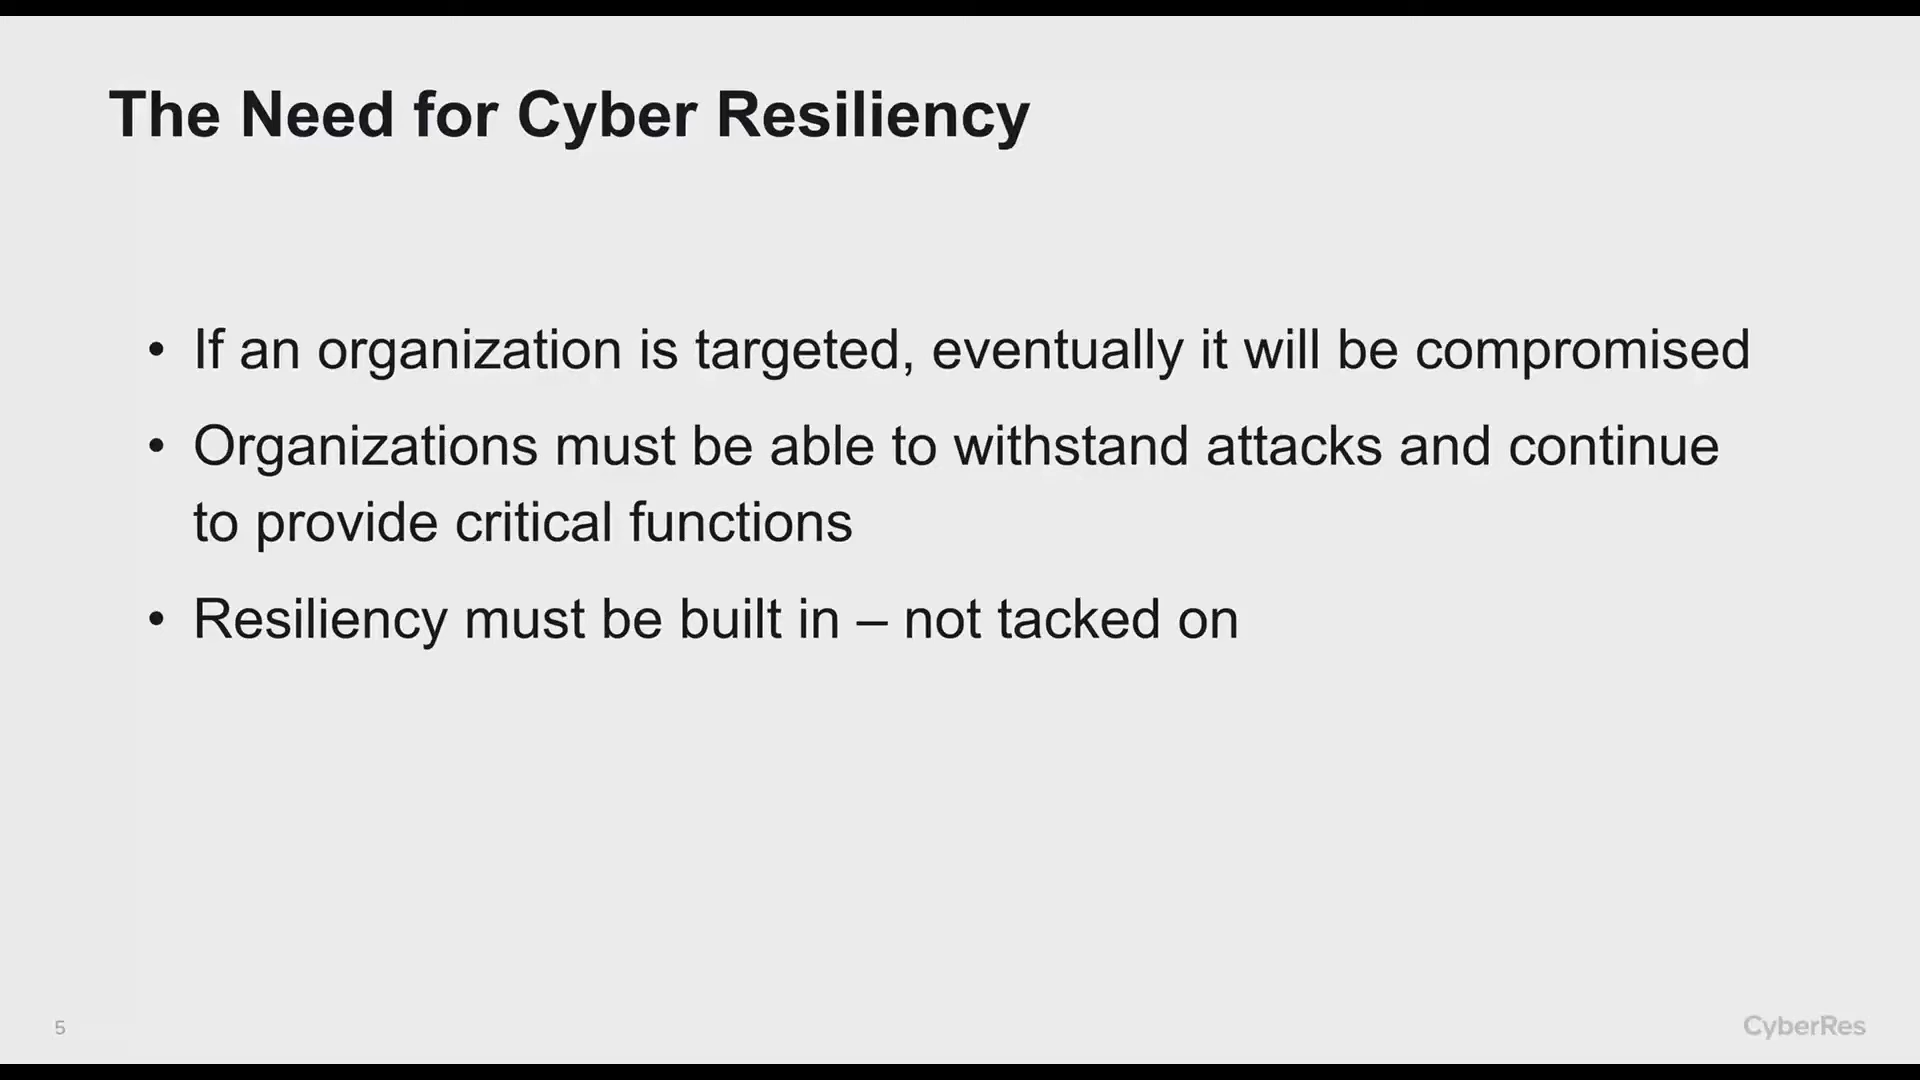 The Need for Cyber Resiliency
• If an organization is targeted, eventually it will be compromised
• Organizations must be able to withstand attacks and continue
to provide critical functions
• Resiliency must be built in – not tacked on
5
CyberRes